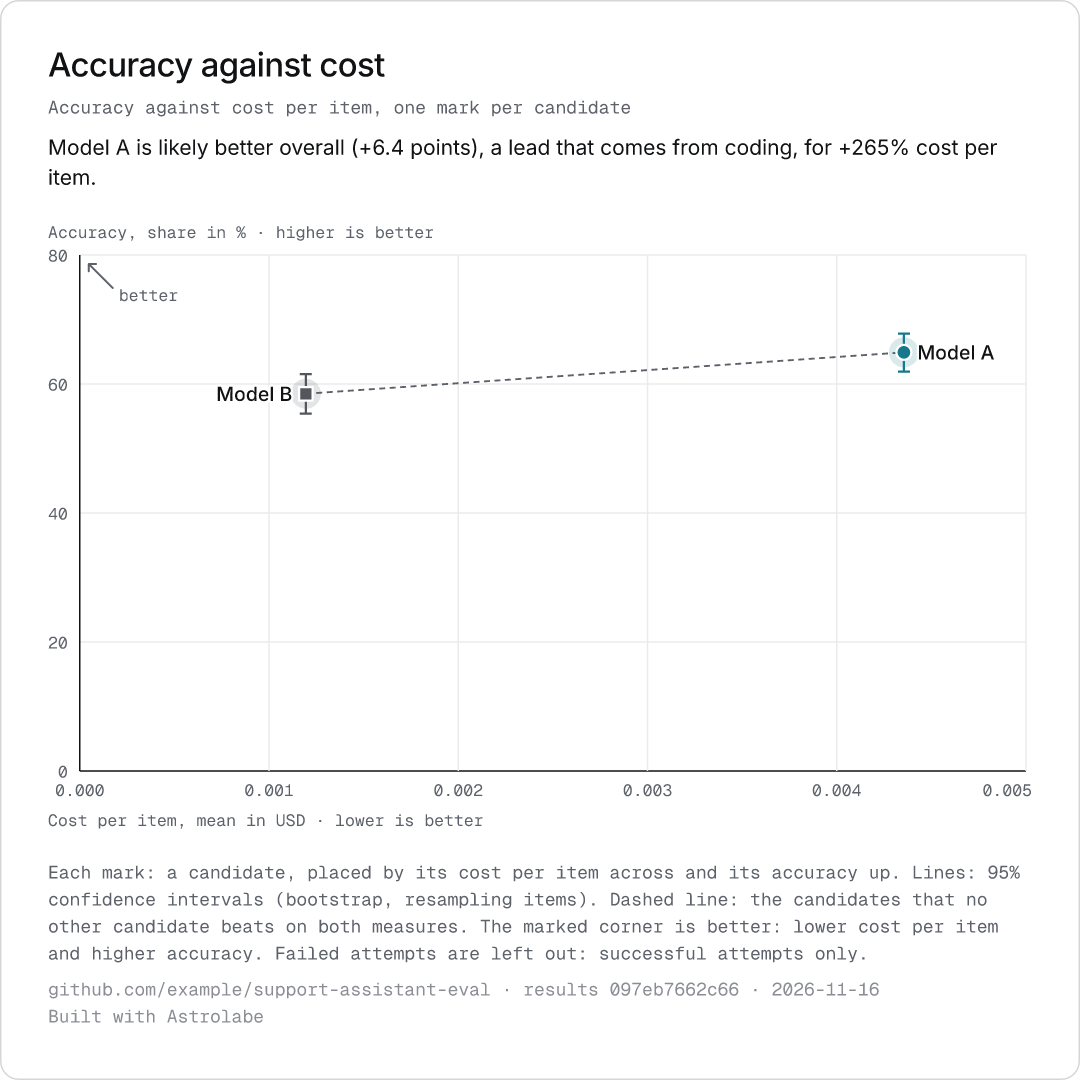 Accuracy against cost
Accuracy against cost per item, one mark per candidate
Model A is likely better overall (+6.4 points), a lead that comes from coding, for +265% cost per
item.
Accuracy, share in % · higher is better
80
better
Model A
60
Model B
40
20
0
0.000 0.001 0.002 0.003 0.004 0.005
Cost per item, mean in USD · lower is better
Each mark: a candidate, placed by its cost per item across and its accuracy up. Lines: 95%
confidence intervals (bootstrap, resampling items). Dashed line: the candidates that no
other candidate beats on both measures. The marked corner is better: lower cost per item
and higher accuracy. Failed attempts are left out: successful attempts only.
github.com/example/support-assistant-eval · results 097eb7662c66 · 2026-11-16
Built with Astrolabe